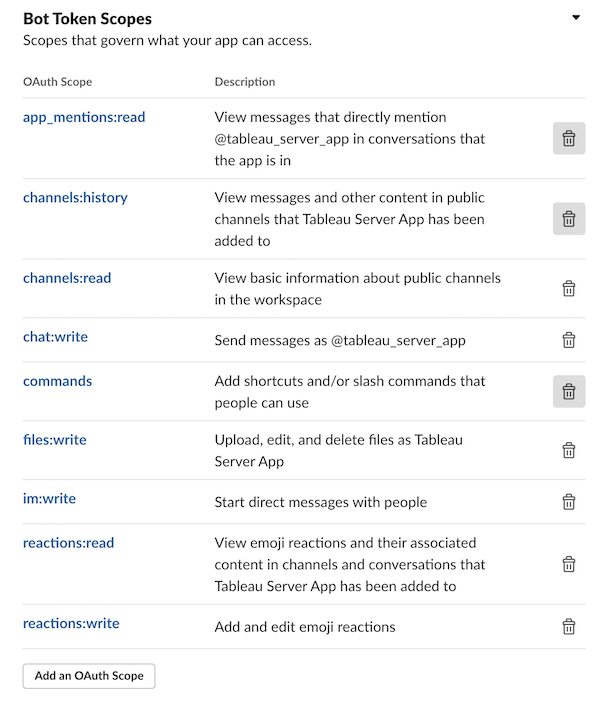 Bot Token Scopes
Scopes that govern what your app can access.
OAuth Scope Description
app_mentions:read View messages that directly mention
@tableau_server_app in conversations that
the app is in
channels:history View messages and other content in public
channels that Tableau Server App has been
added to
channels:read View basic information about public channels
in the workspace
chat:write Send messages as @tableau_server_app
commands Add shortcuts and/or slash commands that
people can use
files:write Upload, edit, and delete files as Tableau
Server App
im:write Start direct messages with people
reactions:read View emoji reactions and their associated
content in channels and conversations that
Tableau Server App has been added to
reactions:write Add and edit emoji reactions
Add an OAuth Scope